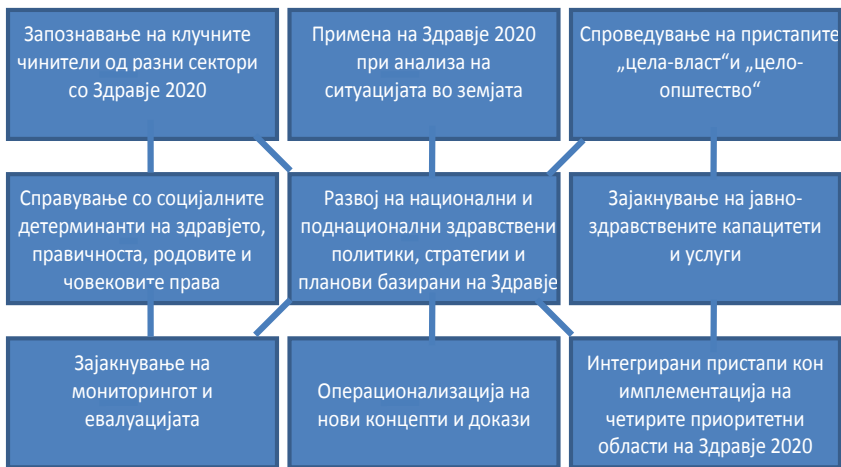 Запознавање на клучните
чинители од разни сектори
со Здравје 2020
Примена на Здравје 2020
при анализа на
ситуацијата во земјата
Спроведување на пристапите
„цела-власт“и „цело-
општество“
Справување со социјалните
детерминанти на здравјето,
правичноста, родовите и
човековите права
Развој на национални и
поднационални здравствени
политики, стратегии и
планови базирани на Здравје
Зајакнување на јавно-
здравствените капацитети
и услуги
Зајакнување на
мониторингот и
евалуацијата
Операционализација на
нови концепти и докази
Интегрирани пристапи кон
имплементација на
четирите приоритетни
области на Здравје 2020